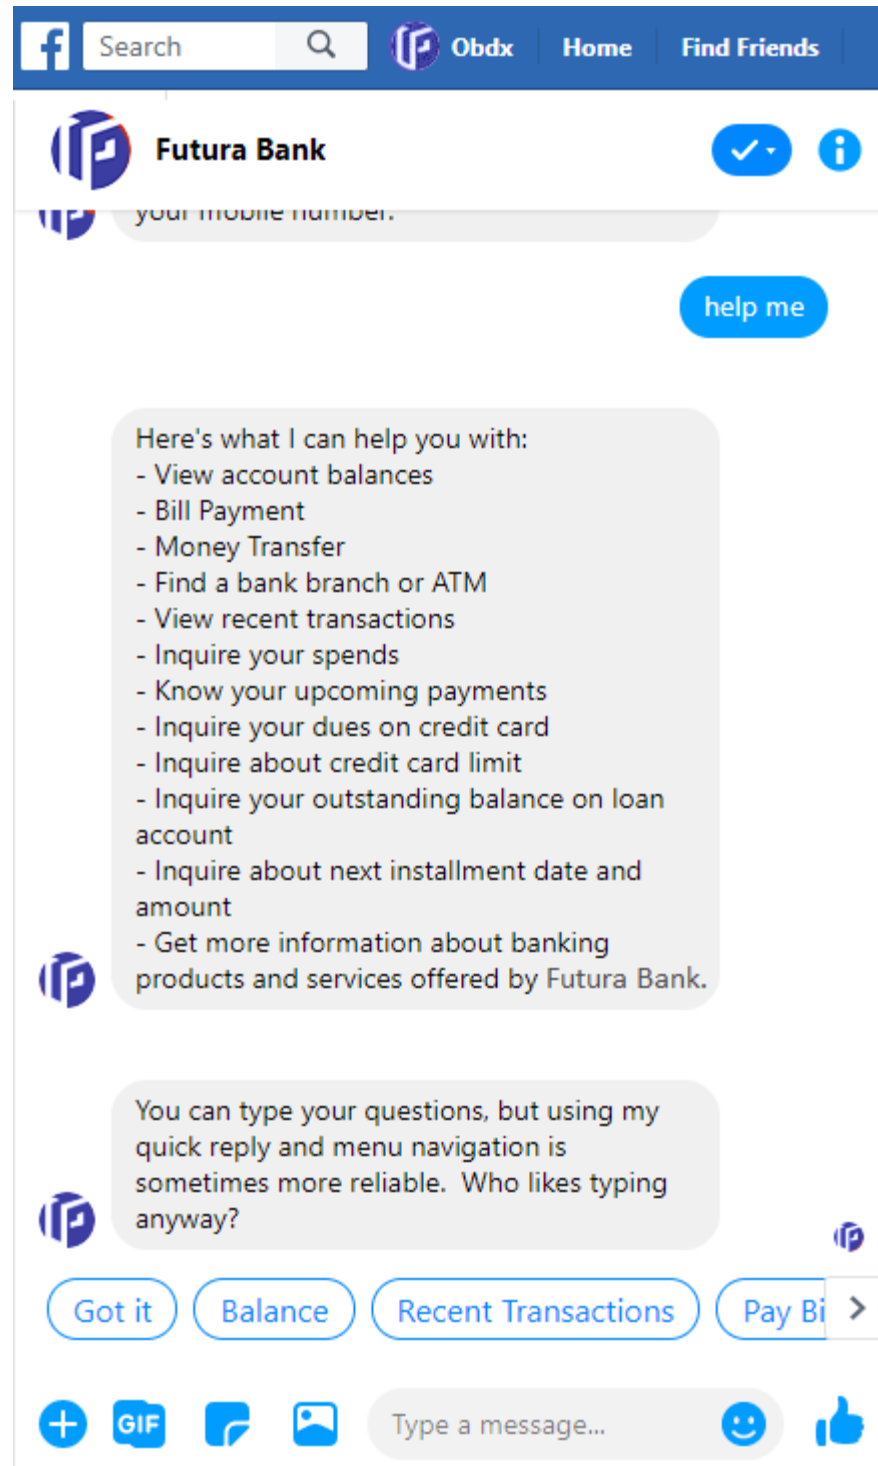 Search
Obdx
Home
Find Friends
Futura Bank
your mobile number.
help me
Here's what I can help you with:
- View account balances
- Bill Payment
- Money Transfer
- Find a bank branch or ATM
- View recent transactions
- Inquire your spends
- Know your upcoming payments
- Inquire your dues on credit card
- Inquire about credit card limit
- Inquire your outstanding balance on loan
account
- Inquire about next installment date and
amount
- Get more information about banking
products and services offered by Futura Bank.
You can type your questions, but using my
quick reply and menu navigation is
sometimes more reliable.  Who likes typing
anyway?
Got it
Balance
Recent Transactions
Pay Bi
GIF
Type a message...